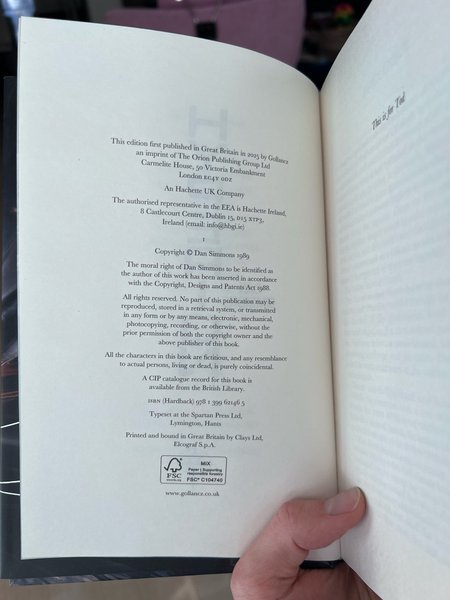 This edition first published in Great Britain in 2025 by Gollancz
an imprint of The Orion Publishing Group Ltd
Carmelite House, 50 Victoria Embankment
London EC4Y 0DZ
An Hachette UK Company
The authorised representative in the EEA is Hachette Ireland,
8 Castlecourt Centre, Dublin 15, D15 XTP3,
Ireland (email: info@hbgi.ie)
1
Copyright © Dan Simmons 1989
The moral right of Dan Simmons to be identified as
the author of this work has been asserted in accordance
with the Copyright, Designs and Patents Act 1988.
All rights reserved. No part of this publication may be
reproduced, stored in a retrieval system, or transmitted
in any form or by any means, electronic, mechanical,
photocopying, recording, or otherwise, without the
prior permission of both the copyright owner and the
above publisher of this book.
All the characters in this book are fictitious, and any resemblance
to actual persons, living or dead, is purely coincidental.
A CIP catalogue record for this book is
available from the British Library.
ISBN (Hardback) 978 1 399 62146 5
Typeset at the Spartan Press Ltd,
Lymington, Hants
Printed and bound in Great Britain by Clays Ltd,
Elcograf S.p.A.
FSC
www.fsc.org
MIX
Paper | Supporting
responsible forestry
FSC® C104740
www.gollancz.co.uk
This is for Ted